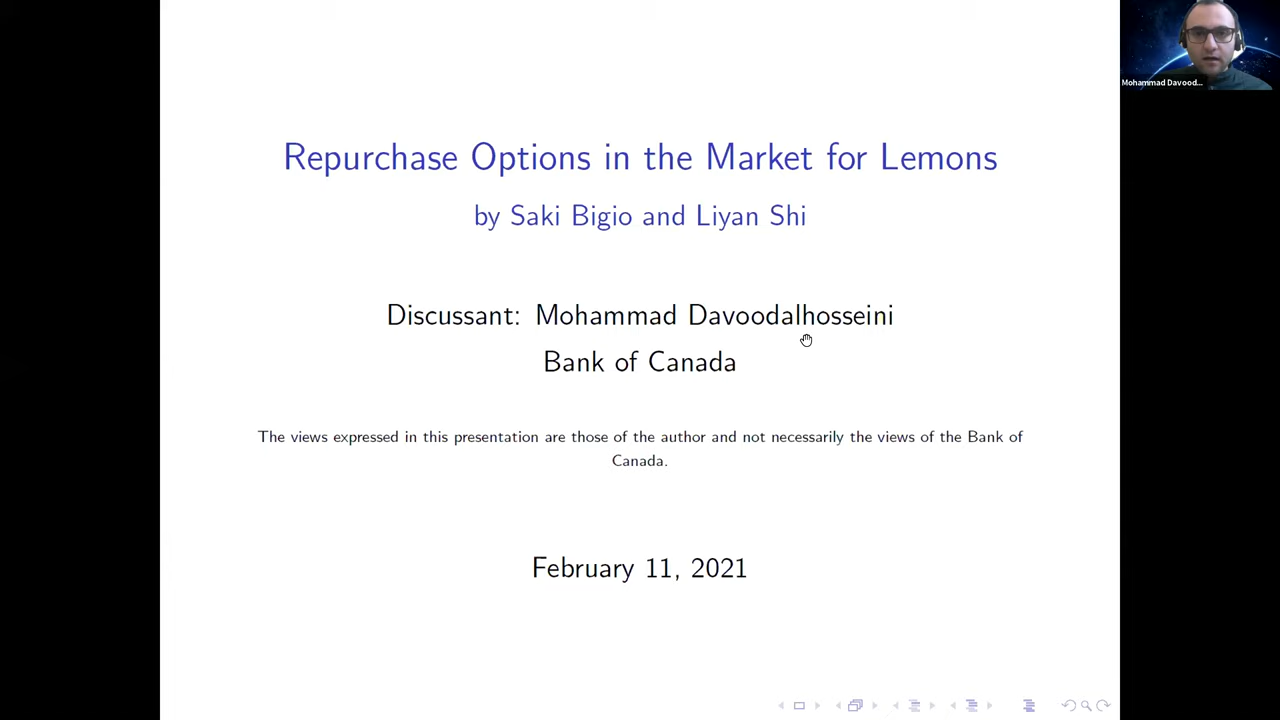 Repurchase Options in the Market for Lemons
by Saki Bigio and Liyan Shi
Discussant: Mohammad Davoodalhosseini
Bank of Canada
The views expressed in this presentation are those of the author and not necessarily the views of the Bank of
Canada.
February 11, 2021
Mohammad Davood...